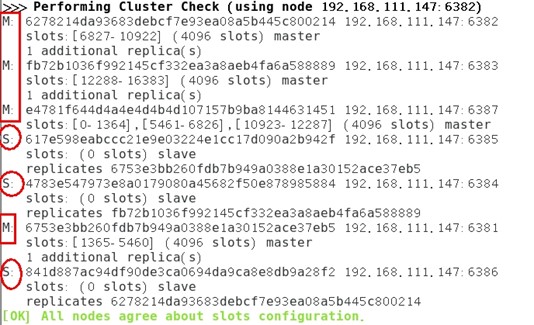 >>> Performing Cluster Check (using node 192.168.111.147:6382)
M: 6278214da93683debcf7e93ea08a5b445c800214 192.168.111.147:6382
slots:[6827-10922] (4096 slots) master
1 additional replica(s)
M: fb72b1036f992145cf332ea3a8aeb4fa6a588889 192.168.111.147:6383
slots:[12288-16383] (4096 slots) master
1 additional replica(s)
M: e4781f644d4a4e4d4b4d107157b9ba8144631451 192.168.111.147:6387
slots:[0-1364],[5461-6826],[10923-12287] (4096 slots) master
S: 617e598eabccc21e9e03224e1cc17d090a2b942f 192.168.111.147:6385
slots: (0 slots) slave
replicates 6753e3bb260fdb7b949a0388e1a30152ace37eb5
S: 4783e547973e8a0179080a45682f50e878985884 192.168.111.147:6384
slots: (0 slots) slave
replicates fb72b1036f992145cf332ea3a8aeb4fa6a588889
M: 6753e3bb260fdb7b949a0388e1a30152ace37eb5 192.168.111.147:6381
slots:[1365-5460] (4096 slots) master
1 additional replica(s)
S: 841d887ac94df90de3ca0694da9ca8e8db9a28f2 192.168.111.147:6386
slots: (0 slots) slave
replicates 6278214da93683debcf7e93ea08a5b445c800214
[OK] All nodes agree about slots configuration.